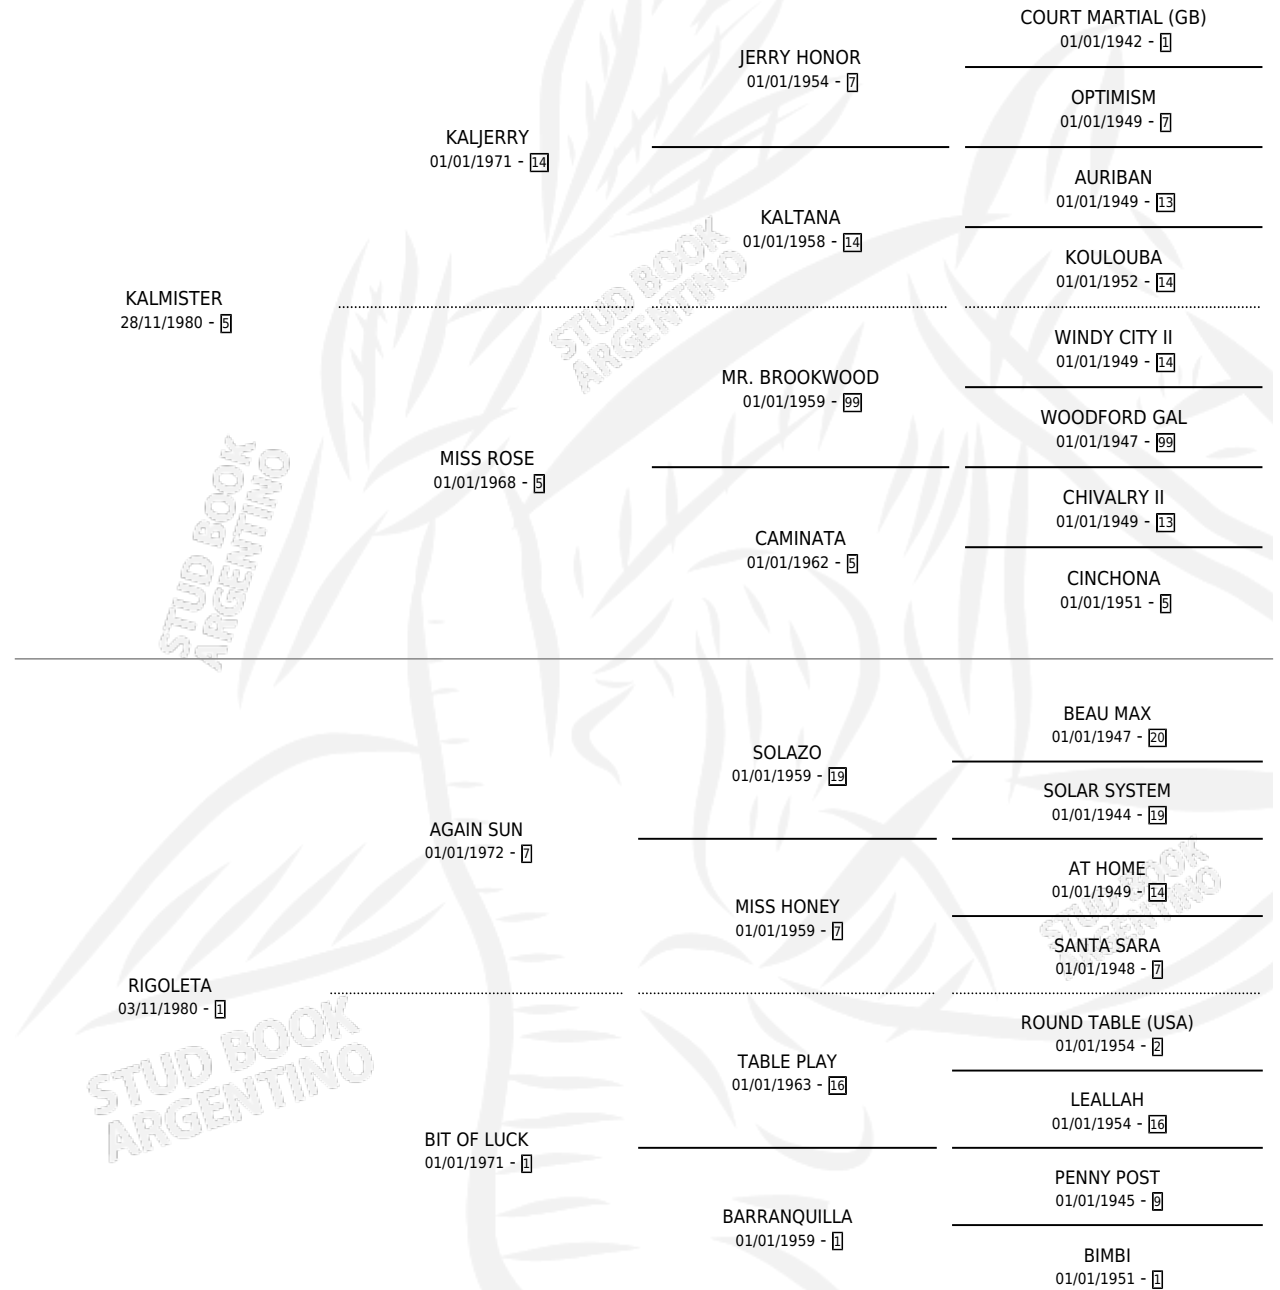 COURT MARTIAL (GB)
01/01/1942 - 1
JERRY HONOR
01/01/1954 - 7
OPTIMISM
01/01/1949 - 7
KALJERRY
01/01/1971 - 14
AURIBAN
01/01/1949 - 13
KALTANA
01/01/1958 - 14
KOULOUBA
01/01/1952 - 14
KALMISTER
28/11/1980 - 5
STUD BOOK
ARGENTINO
WINDY CITY II
01/01/1949 - 14
MR. BROOKWOOD
01/01/1959 - 99
WOODFORD GAL
01/01/1947 - 99
MISS ROSE
01/01/1968 - 5
CHIVALRY II
01/01/1949 - 13
CAMINATA
01/01/1962 - 5
CINCHONA
01/01/1951 - 5
STUD BOOK
ARGENTINO
BEAU MAX
01/01/1947 - 20
SOLAZO
01/01/1959 - 19
SOLAR SYSTEM
01/01/1944 - 19
AGAIN SUN
01/01/1972 - 7
AT HOME
01/01/1949 - 14
MISS HONEY
01/01/1959 - 7
STUD BOOK
ARGENTINO
SANTA SARA
01/01/1948 - 7
RIGOLETA
03/11/1980 - 1
ROUND TABLE (USA)
01/01/1954 - 2
TABLE PLAY
01/01/1963 - 16
LEALLAH
01/01/1954 - 16
STUD BOOK
ARGENTINO
BIT OF LUCK
01/01/1971 - 1
PENNY POST
01/01/1945 - 9
BARRANQUILLA
01/01/1959 - 1
BIMBI
01/01/1951 - 1